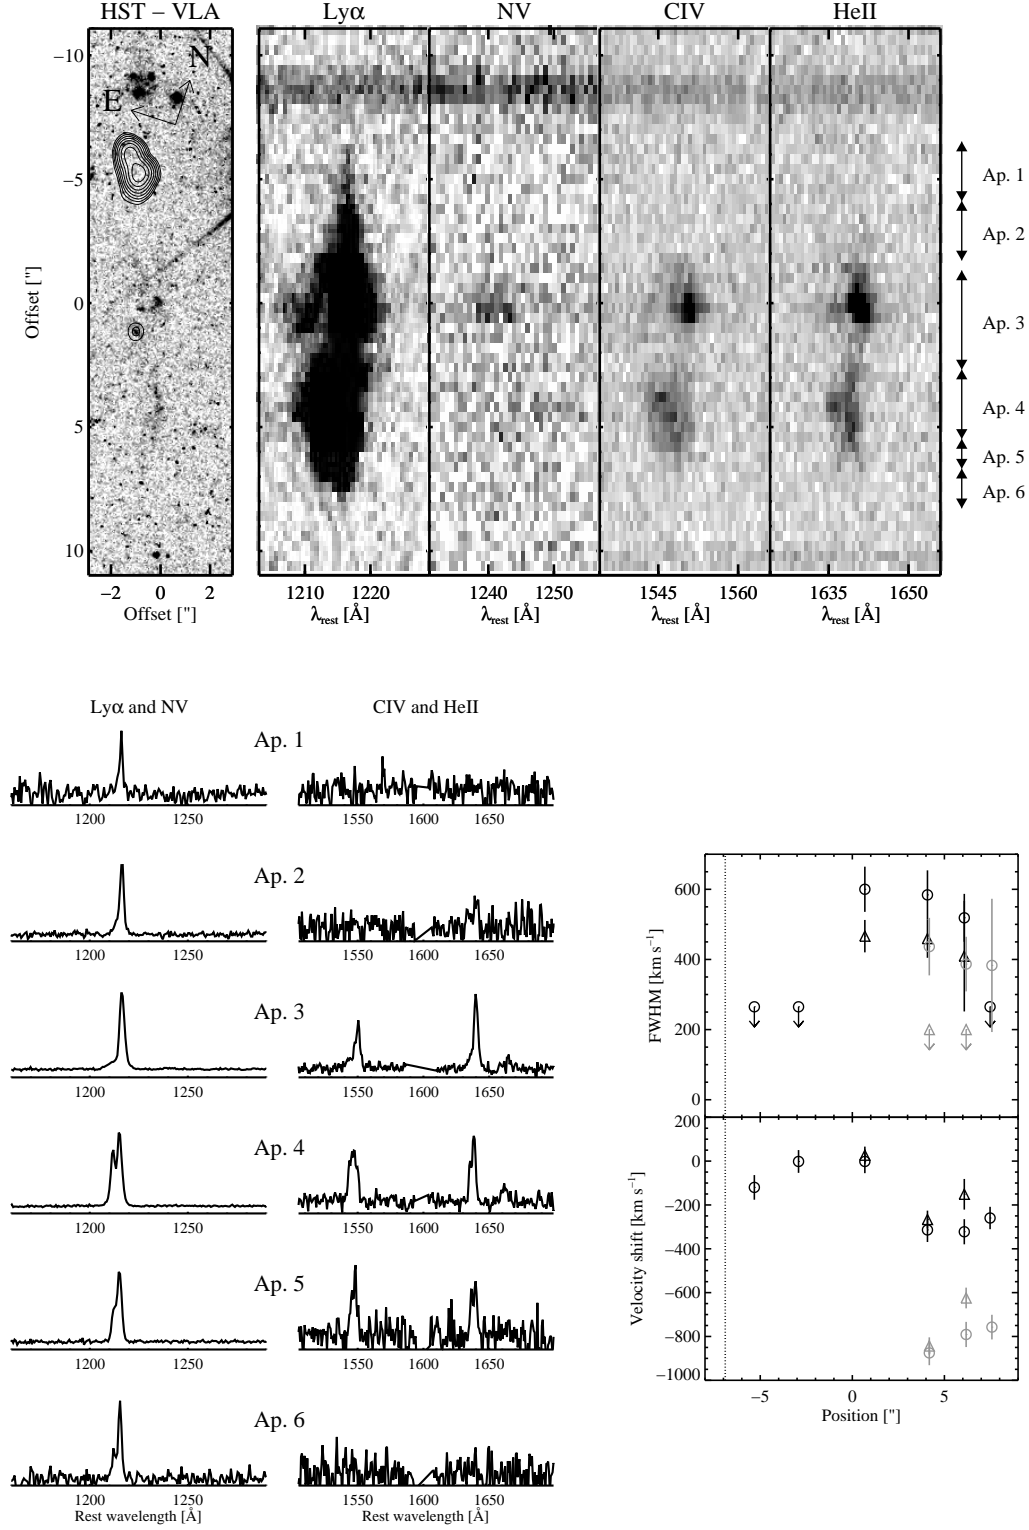 HST − VLA
Lyα
NV
CIV
HeII
−10
−5
0
5
10
Offset ["]
N
E
−2 0 2
Offset ["]
1210 1220
λrest [Å]
1240 1250
λrest [Å]
1545 1560
λrest [Å]
1635 1650
λrest [Å]
Ap. 1
Ap. 2
Ap. 3
Ap. 4
Ap. 5
Ap. 6
Lyα and NV
CIV and HeII
Ap. 1
1200 1250
1550 1600 1650
Ap. 2
1200 1250
1550 1600 1650
Ap. 3
1200 1250
1550 1600 1650
Ap. 4
1200 1250
1550 1600 1650
Ap. 5
1200 1250
1550 1600 1650
Ap. 6
1200 1250
1550 1600 1650
Rest wavelength [Å]
Rest wavelength [Å]
600
400
200
0
FWHM [km s−1]
200
0
−200
−400
−600
−800
−1000
Velocity shift [km s−1]
−5 0 5
Position ["]